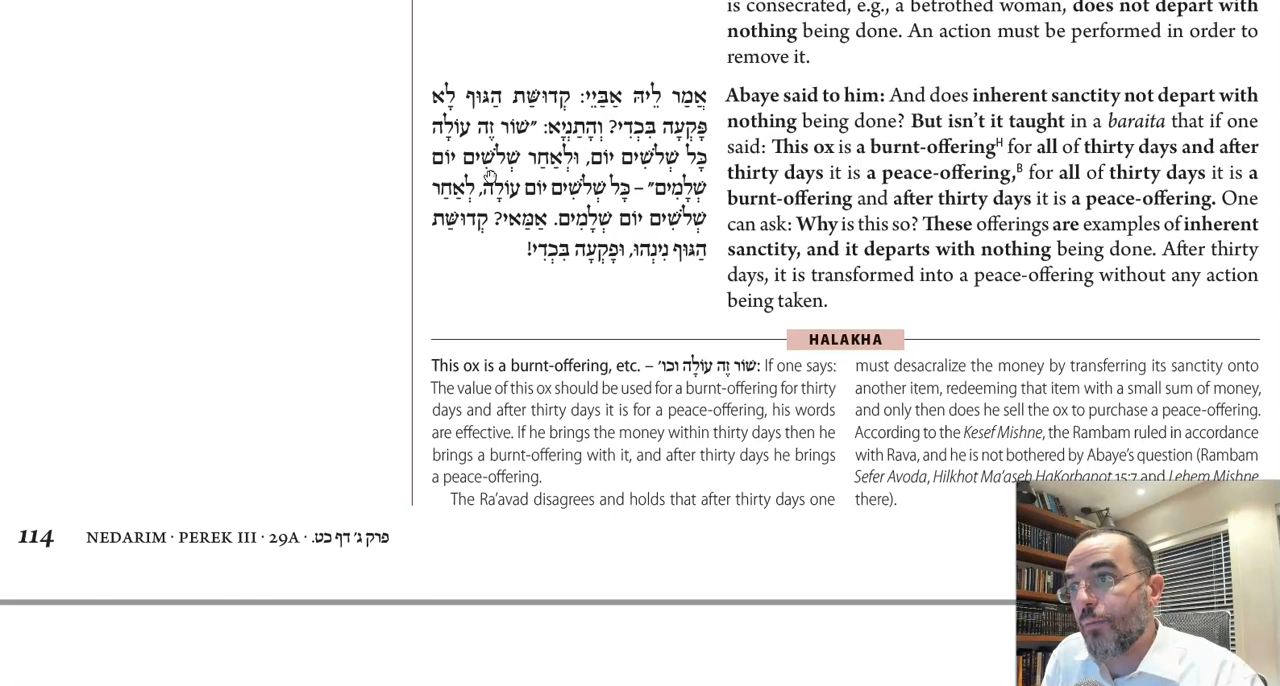 is consecrated, e.g., a betrothed woman, does not depart with
nothing being done. An action must be performed in order to
remove it.
אֲמַר לֵיהּ אַבַּיֵי: קְדוּשַּׁת הַגּוּף לָא
פָּקְעָה בִּכְדִי? וְהָתַנְיָא: ״שׁוֹר זֶה עוֹלָה
כׇּל שְׁלֹשִׁים יוֹם, וּלְאַחַר שְׁלֹשִׁים יוֹם
שְׁלָמִים״ – כׇּל שְׁלֹשִׁים יוֹם עוֹלָה, לְאַחַר
שְׁלֹשִׁים יוֹם שְׁלָמִים. אַמַּאי? קְדוּשַּׁת
הַגּוּף נִינְהוּ, וּפָקְעָה בִּכְדִי!
Abaye said to him: And does inherent sanctity not depart with
nothing being done? But isn't it taught in a baraita that if one
said: This ox is a burnt-offeringᴴ for all of thirty days and after
thirty days it is a peace-offering,ᴮ for all of thirty days it is a
burnt-offering and after thirty days it is a peace-offering. One
can ask: Why is this so? These offerings are examples of inherent
sanctity, and it departs with nothing being done. After thirty
days, it is transformed into a peace-offering without any action
being taken.
HALAKHA
This ox is a burnt-offering, etc. – שׁוֹר זֶה עוֹלָה וכו׳: If one says:
The value of this ox should be used for a burnt-offering for thirty
days and after thirty days it is for a peace-offering, his words
are effective. If he brings the money within thirty days then he
brings a burnt-offering with it, and after thirty days he brings
a peace-offering.
The Ra'avad disagrees and holds that after thirty days one
must desacralize the money by transferring its sanctity onto
another item, redeeming that item with a small sum of money,
and only then does he sell the ox to purchase a peace-offering.
According to the Kesef Mishne, the Rambam ruled in accordance
with Rava, and he is not bothered by Abaye's question (Rambam
Sefer Avoda, Hilkhot Ma'aseh HaKorbanot 15:7 and Lehem Mishne
there).
114 NEDARIM · PEREK III · 29A · פרק ג׳ דף כט.